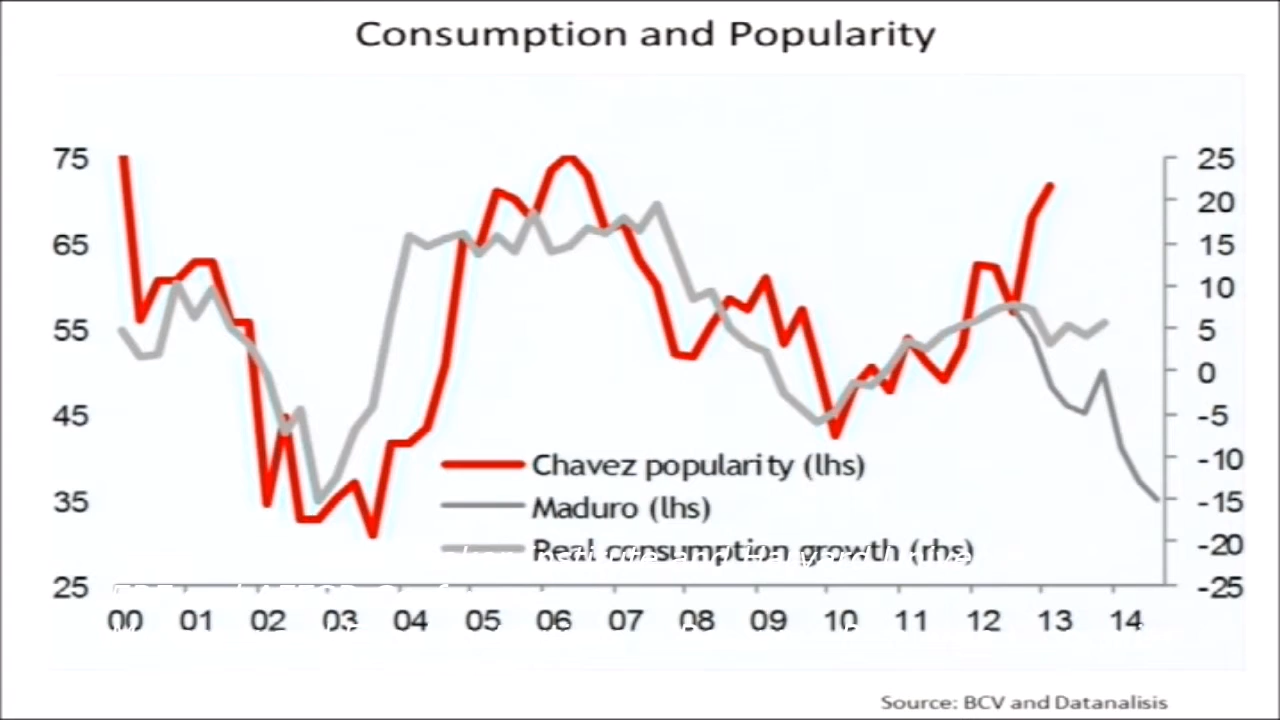 Consumption and Popularity
75
65
55
45
35
25
25
20
15
10
5
0
-5
-10
-15
-20
-25
Chavez popularity (lhs)
Maduro (lhs)
Real consumption growth (rhs)
00 01 02 03 04 05 06 07 08 09 10 11 12 13 14
Source: BCV and Datanalisis